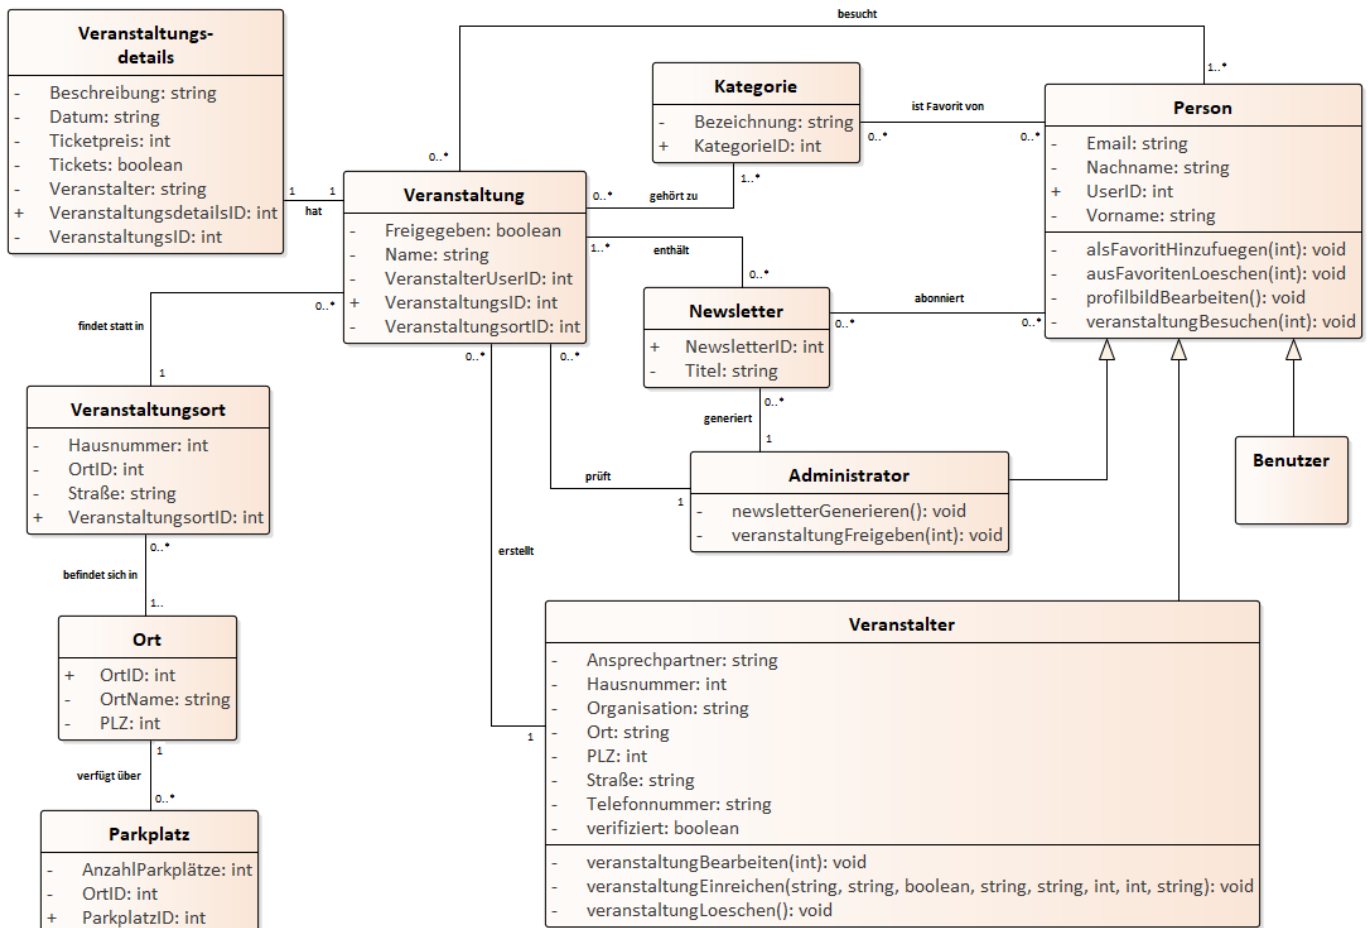 Veranstaltungs-
details
- Beschreibung: string
- Datum: string
- Ticketpreis: int
- Tickets: boolean
- Veranstalter: string
+ VeranstaltungsdetailsID: int
- VeranstaltungsID: int
1
1
hat
besucht
0..*
1..*
Kategorie
- Bezeichnung: string
+ KategorieID: int
ist Favorit von
0..*
0..*
Person
- Email: string
- Nachname: string
+ UserID: int
- Vorname: string
- alsFavoritHinzufuegen(int): void
- ausFavoritenLoeschen(int): void
- profilbildBearbeiten(): void
- veranstaltungBesuchen(int): void
Veranstaltung
- Freigegeben: boolean
- Name: string
- VeranstalterUserID: int
+ VeranstaltungsID: int
- VeranstaltungsortID: int
0..*
gehört zu
1..*
1..*
enthält
0..*
Newsletter
+ NewsletterID: int
- Titel: string
abonniert
0..*
0..*
findet statt in
0..*
1
Veranstaltungsort
- Hausnummer: int
- OrtID: int
- Straße: string
+ VeranstaltungsortID: int
0..*
0..*
generiert
0..*
1
prüft
1
Administrator
- newsletterGenerieren(): void
- veranstaltungFreigeben(int): void
Benutzer
0..*
befindet sich in
1..
erstellt
1
Ort
+ OrtID: int
- OrtName: string
- PLZ: int
1
verfügt über
0..*
Parkplatz
- AnzahlParkplätze: int
- OrtID: int
+ ParkplatzID: int
Veranstalter
- Ansprechpartner: string
- Hausnummer: int
- Organisation: string
- Ort: string
- PLZ: int
- Straße: string
- Telefonnummer: string
- verifiziert: boolean
- veranstaltungBearbeiten(int): void
- veranstaltungEinreichen(string, string, boolean, string, string, int, int, string): void
- veranstaltungLoeschen(): void